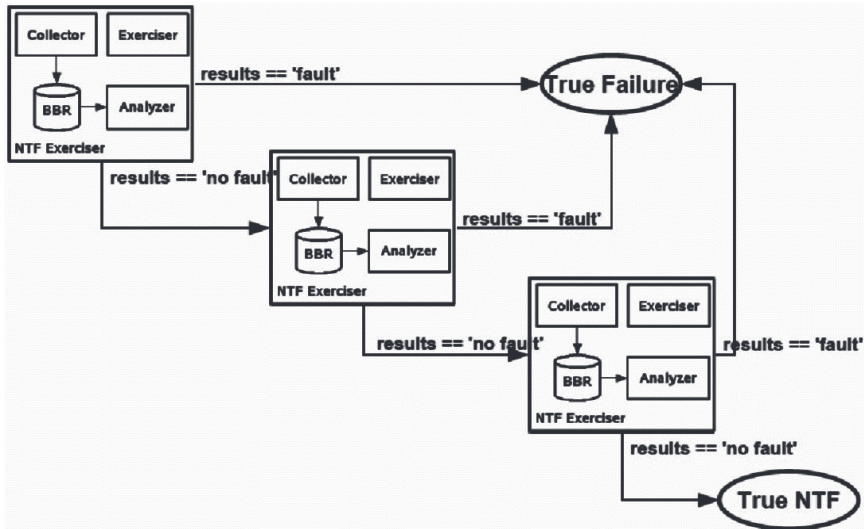 Collector
Exerciser
BBR
Analyzer
NTF Exerciser
results == 'fault'
True Failure
results == 'no fault'
Collector
Exerciser
BBR
Analyzer
NTF Exerciser
results == 'fault'
results == 'no fault'
Collector
Exerciser
BBR
Analyzer
NTF Exerciser
results == 'fault'
results == 'no fault'
True NTF